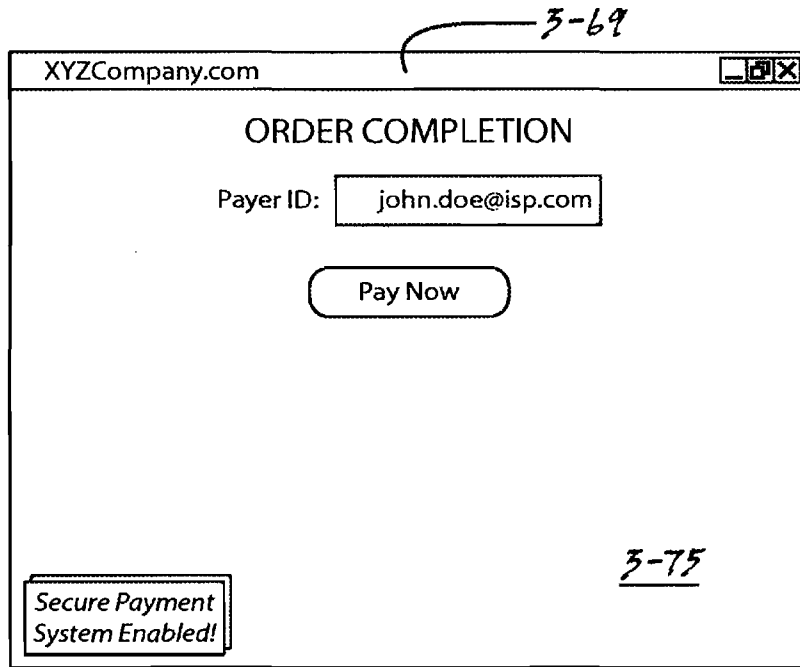 3-69
XYZCompany.com
ORDER COMPLETION
Payer ID: john.doe@isp.com
Pay Now
3-75
Secure Payment
System Enabled!